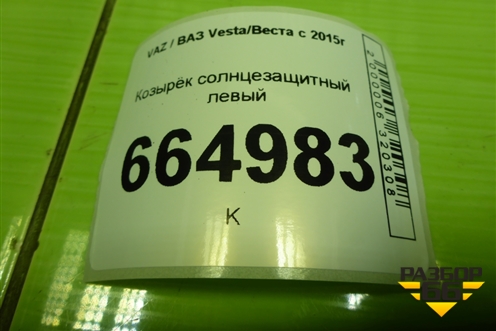 VAZ / ВАЗ Vesta/Веста с 2015г
Козырёк солнцезащитный
левый
664983
К
2000006320308
РАЗБОР